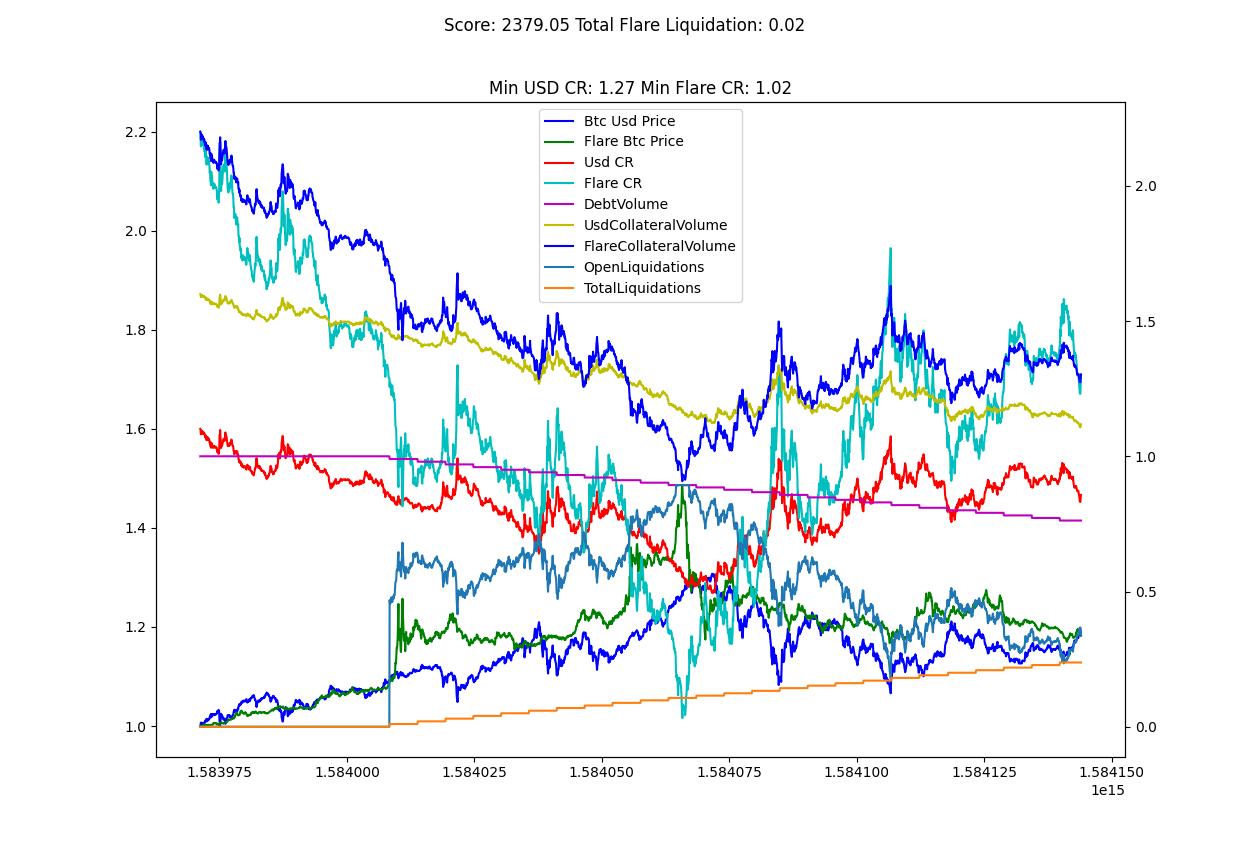 Score: 2379.05 Total Flare Liquidation: 0.02
Min USD CR: 1.27 Min Flare CR: 1.02
Btc Usd Price
Flare Btc Price
Usd CR
Flare CR
DebtVolume
UsdCollateralVolume
FlareCollateralVolume
OpenLiquidations
TotalLiquidations
2.2
2.0
1.8
1.6
1.4
1.2
1.0
2.0
1.5
1.0
0.5
0.0
1.583975 1.584000 1.584025 1.584050 1.584075 1.584100 1.584125 1.584150
1e15